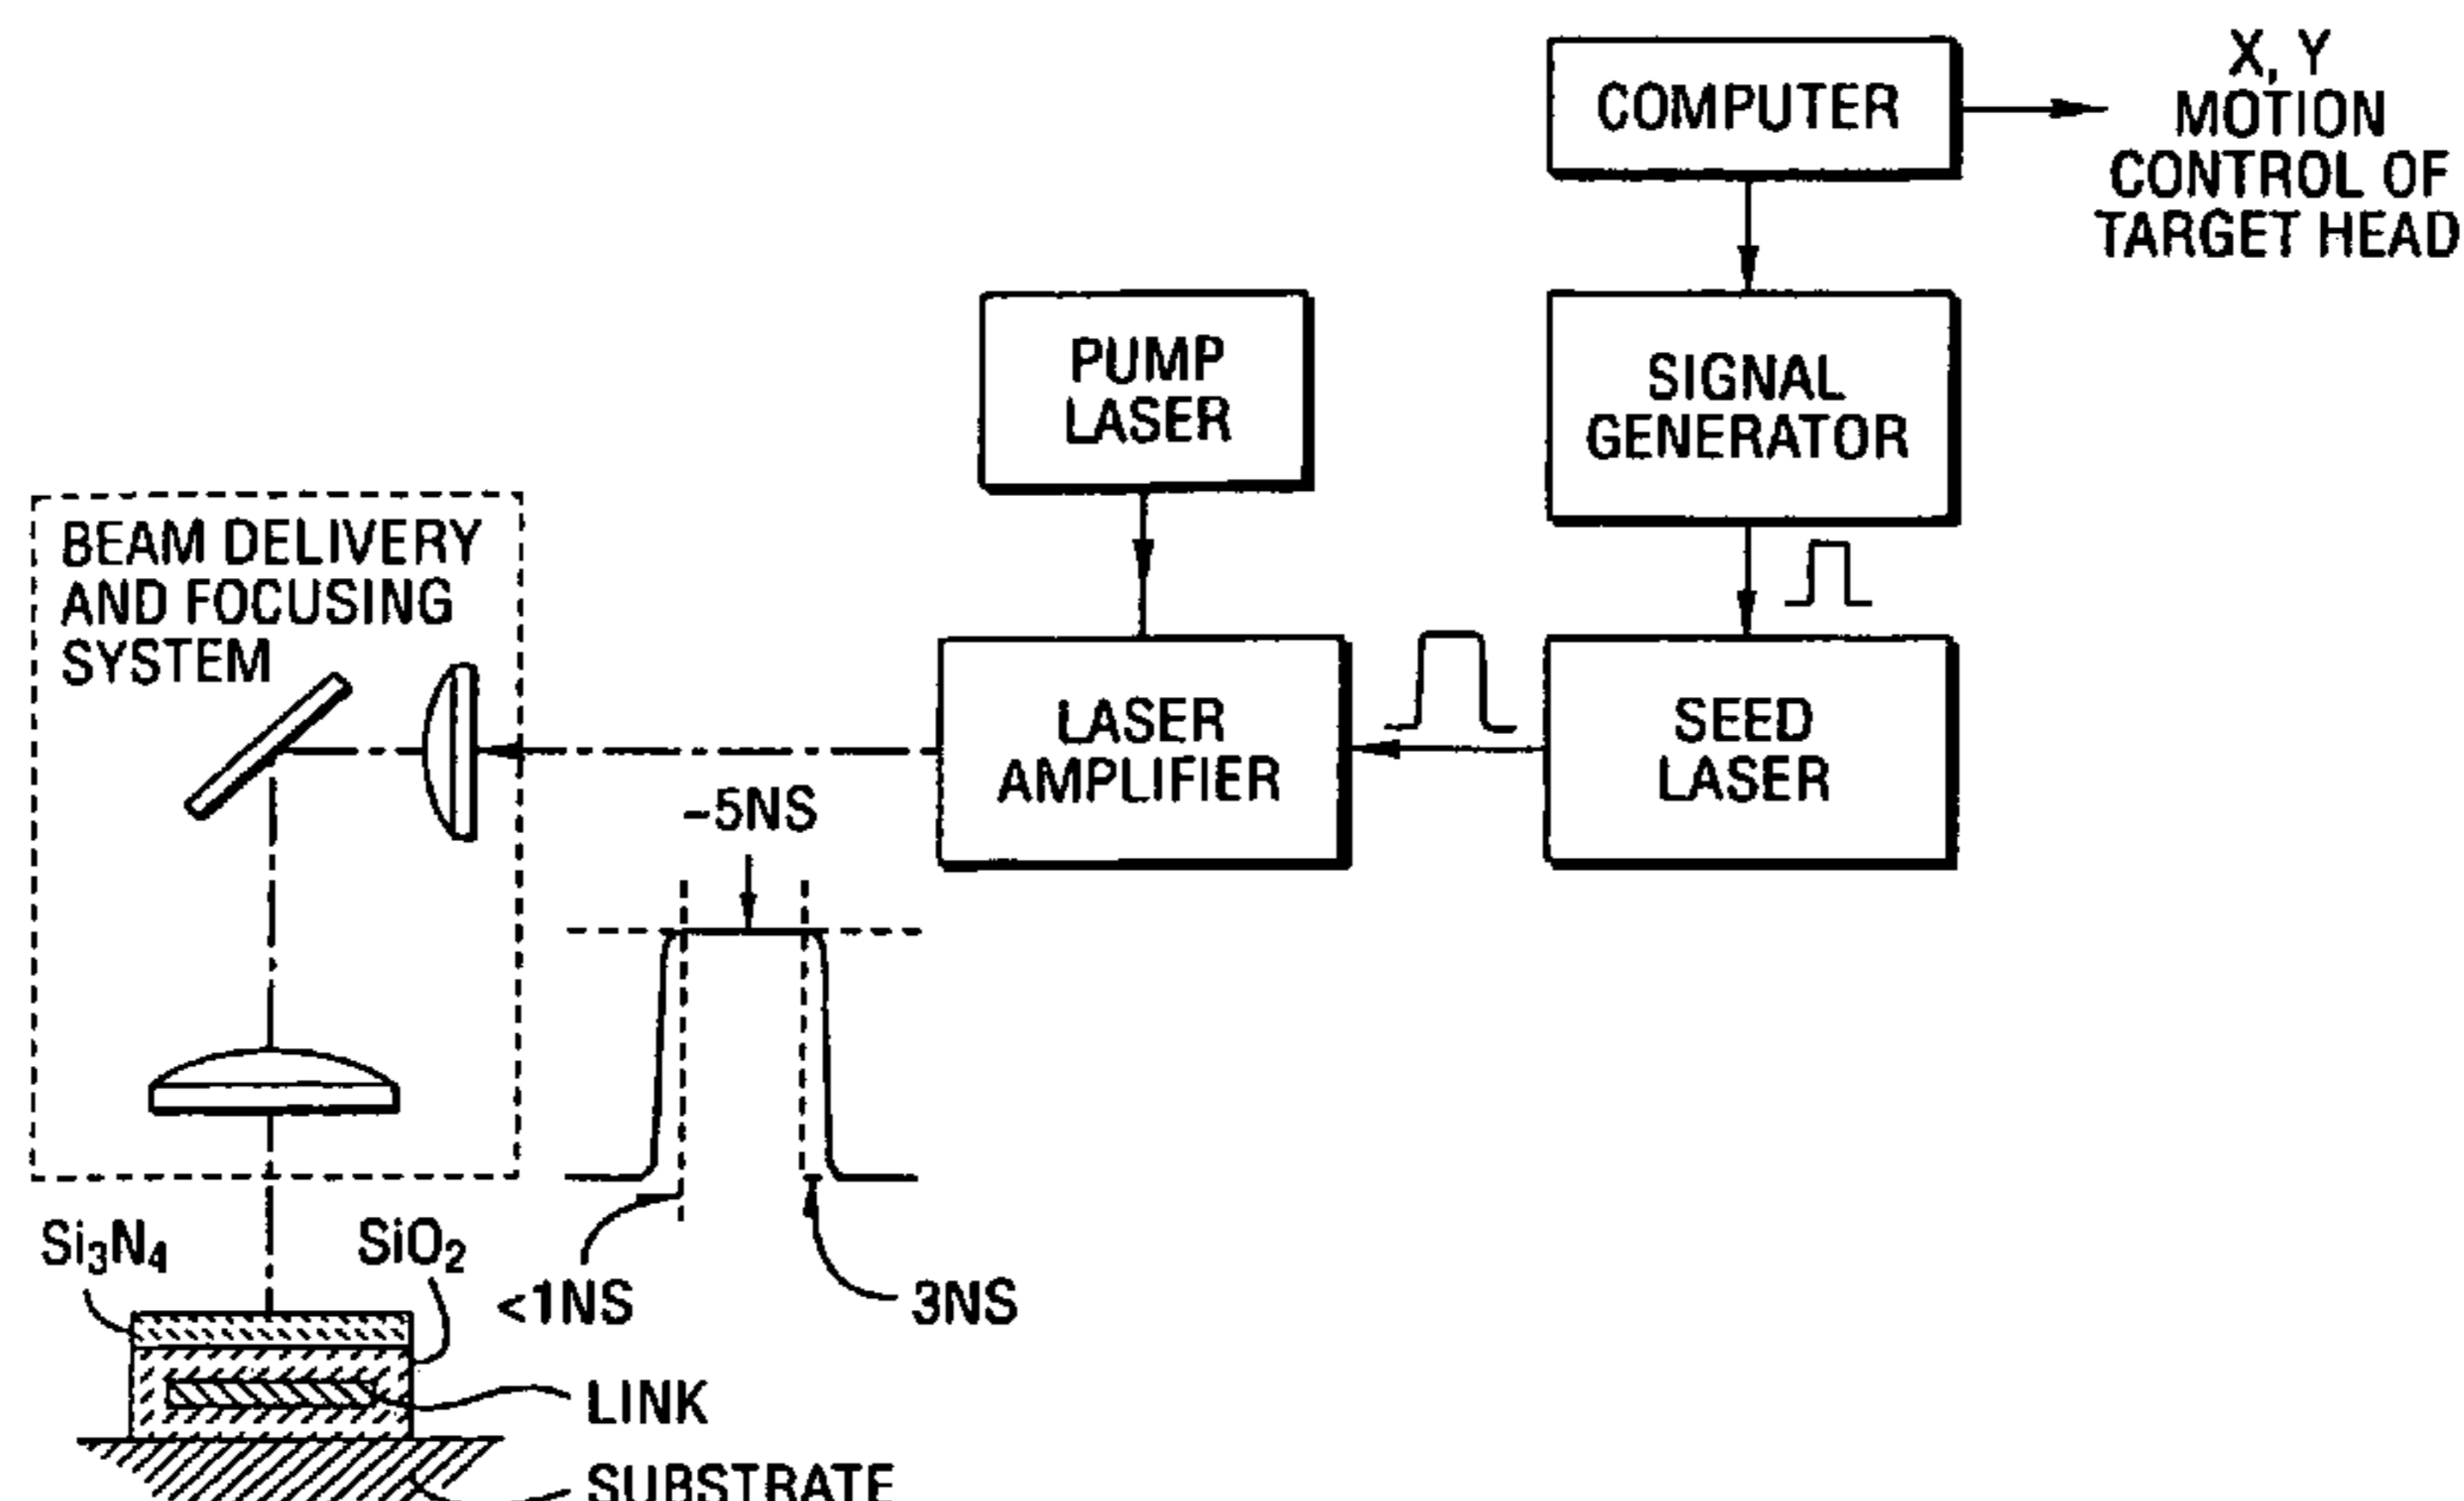 COMPUTER
X, Y
MOTION
CONTROL OF
TARGET HEAD
PUMP
LASER
SIGNAL
GENERATOR
BEAM DELIVERY
AND FOCUSING
SYSTEM
LASER
AMPLIFIER
SEED
LASER
-5NS
Si₃N₄
SiO₂
<1NS
3NS
LINK
SUBSTRATE